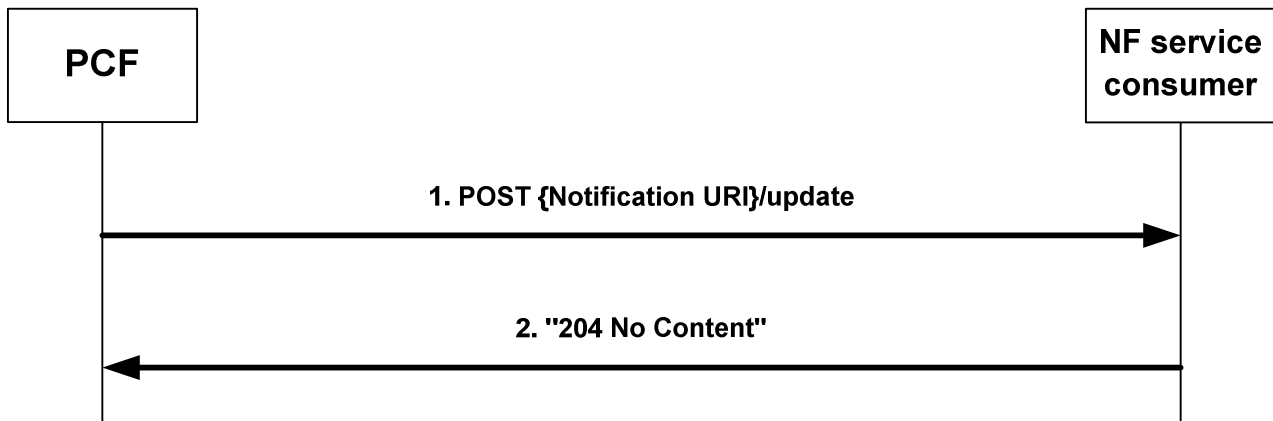 PCF
NF service
consumer
1. POST {Notification URI}/update
2. "204 No Content"